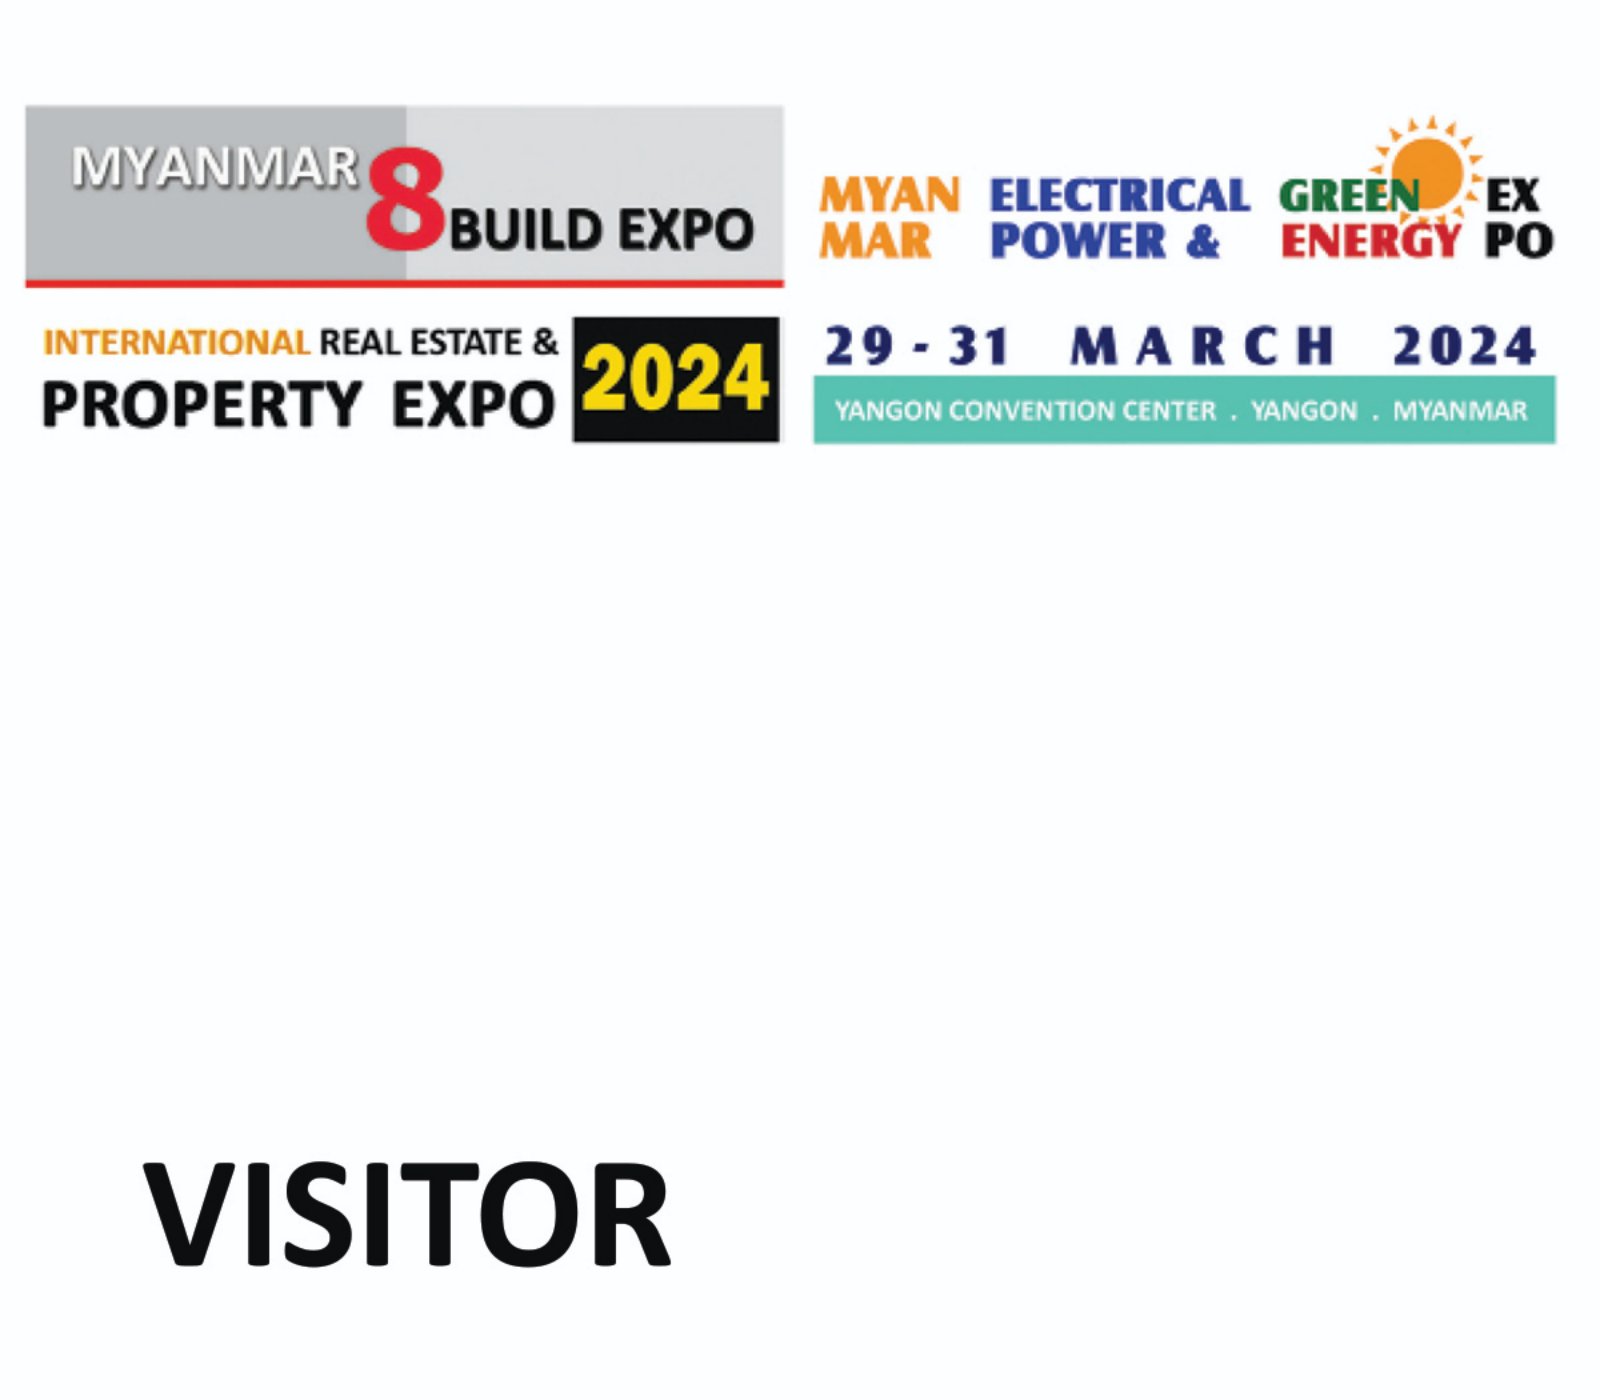 MYANMAR 8 BUILD EXPO
INTERNATIONAL REAL ESTATE &
PROPERTY EXPO 2024
MYAN ELECTRICAL GREEN EX
MAR POWER & ENERGY PO
29 - 31 MARCH 2024
YANGON CONVENTION CENTER . YANGON . MYANMAR
VISITOR